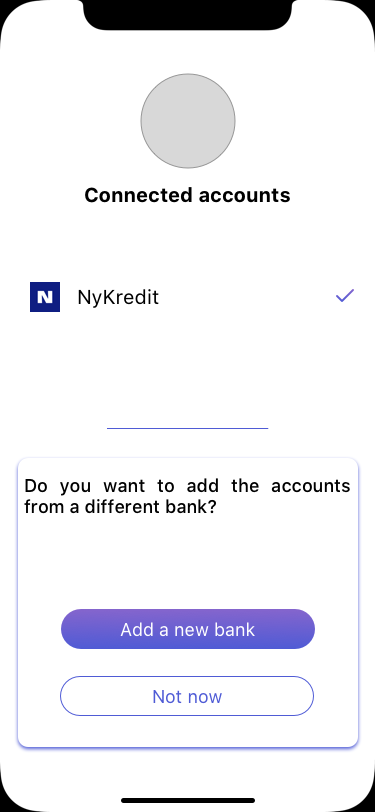 Connected accounts
N
NyKredit
Do you want to add the accounts
from a different bank?
Add a new bank
Not now